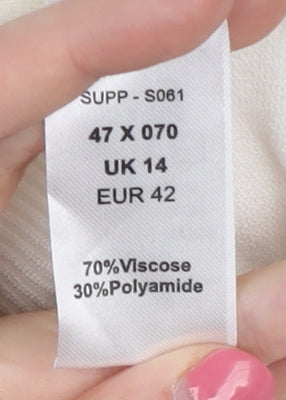 SUPP - S061
47 X 070
UK 14
EUR 42
70%Viscose
30%Polyamide